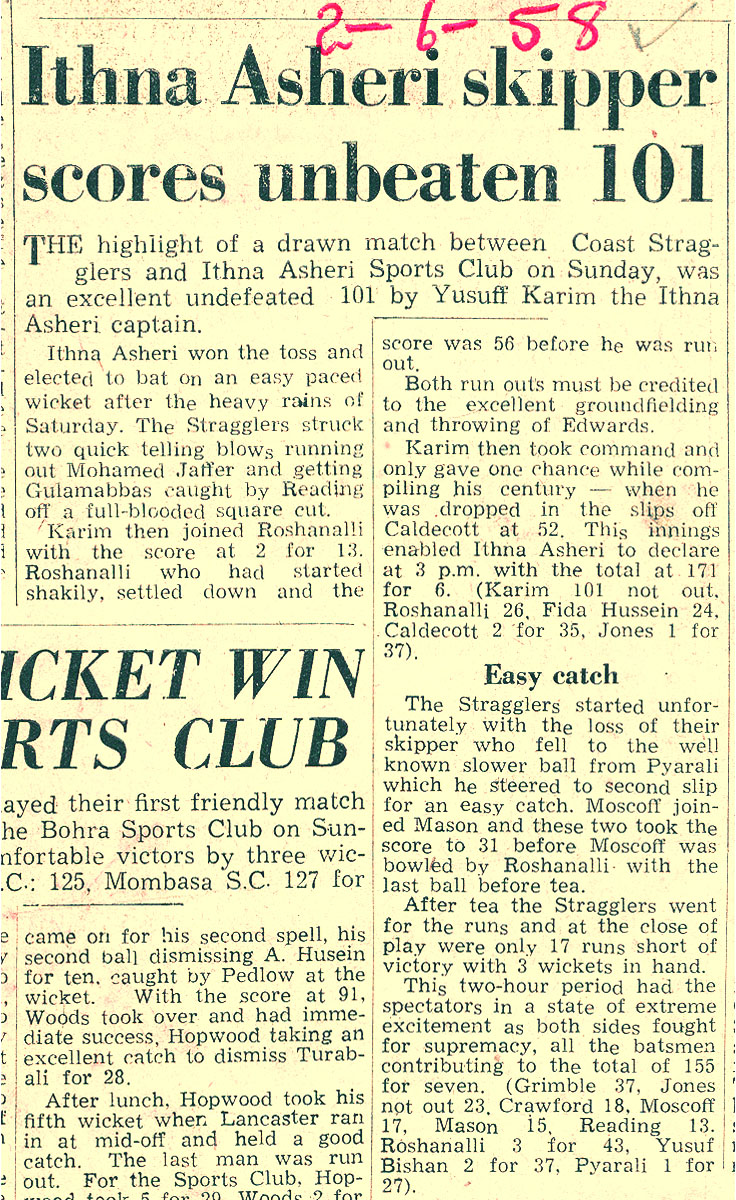 2-6-58
Ithna Asheri skipper
scores unbeaten 101
THE highlight of a drawn match between Coast Strag-
glers and Ithna Asheri Sports Club on Sunday, was
an excellent undefeated 101 by Yusuff Karim the Ithna
Asheri captain.
Ithna Asheri won the toss and
elected to bat on an easy paced
wicket after the heavy rains of
Saturday. The Stragglers struck
two quick telling blows running
out Mohamed Jaffer and getting
Gulamabbas caught by Reading
off a full-blooded square cut.
Karim then joined Roshanalli
with the score at 2 for 13.
Roshanalli who had started
shakily, settled down and the
score was 56 before he was run
out.
Both run outs must be credited
to the excellent groundfielding
and throwing of Edwards.
Karim then took command and
only gave one chance while com-
piling his century — when he
was dropped in the slips off
Caldecott at 52. This innings
enabled Ithna Asheri to declare
at 3 p.m. with the total at 171
for 6. (Karim 101 not out,
Roshanalli 26, Fida Hussein 24,
Caldecott 2 for 35, Jones 1 for
37).
Easy catch
The Stragglers started unfor-
tunately with the loss of their
skipper who fell to the well
known slower ball from Pyarali
which he steered to second slip
for an easy catch. Moscoff join-
ed Mason and these two took the
score to 31 before Moscoff was
bowled by Roshanalli with the
last ball before tea.
After tea the Stragglers went
for the runs and at the close of
play were only 17 runs short of
victory with 3 wickets in hand.
This two-hour period had the
spectators in a state of extreme
excitement as both sides fought
for supremacy, all the batsmen
contributing to the total of 155
for seven. (Grimble 37, Jones
not out 23, Crawford 18, Moscoff
17, Mason 15, Reading 13.
Roshanalli 3 for 43, Yusuf
Bishan 2 for 37, Pyarali 1 for
27).
ICKET WIN
RTS CLUB
ayed their first friendly match
he Bohra Sports Club on Sun-
nfortable victors by three wic-
.C.: 125, Mombasa S.C. 127 for
came on for his second spell, his
second ball dismissing A. Husein
for ten, caught by Pedlow at the
wicket. With the score at 91,
Woods took over and had imme-
diate success, Hopwood taking an
excellent catch to dismiss Turab-
ali for 28.
After lunch, Hopwood took his
fifth wicket when Lancaster ran
in at mid-off and held a good
catch. The last man was run
out. For the Sports Club, Hop-
wood took 5 for 29, Woods 2 for